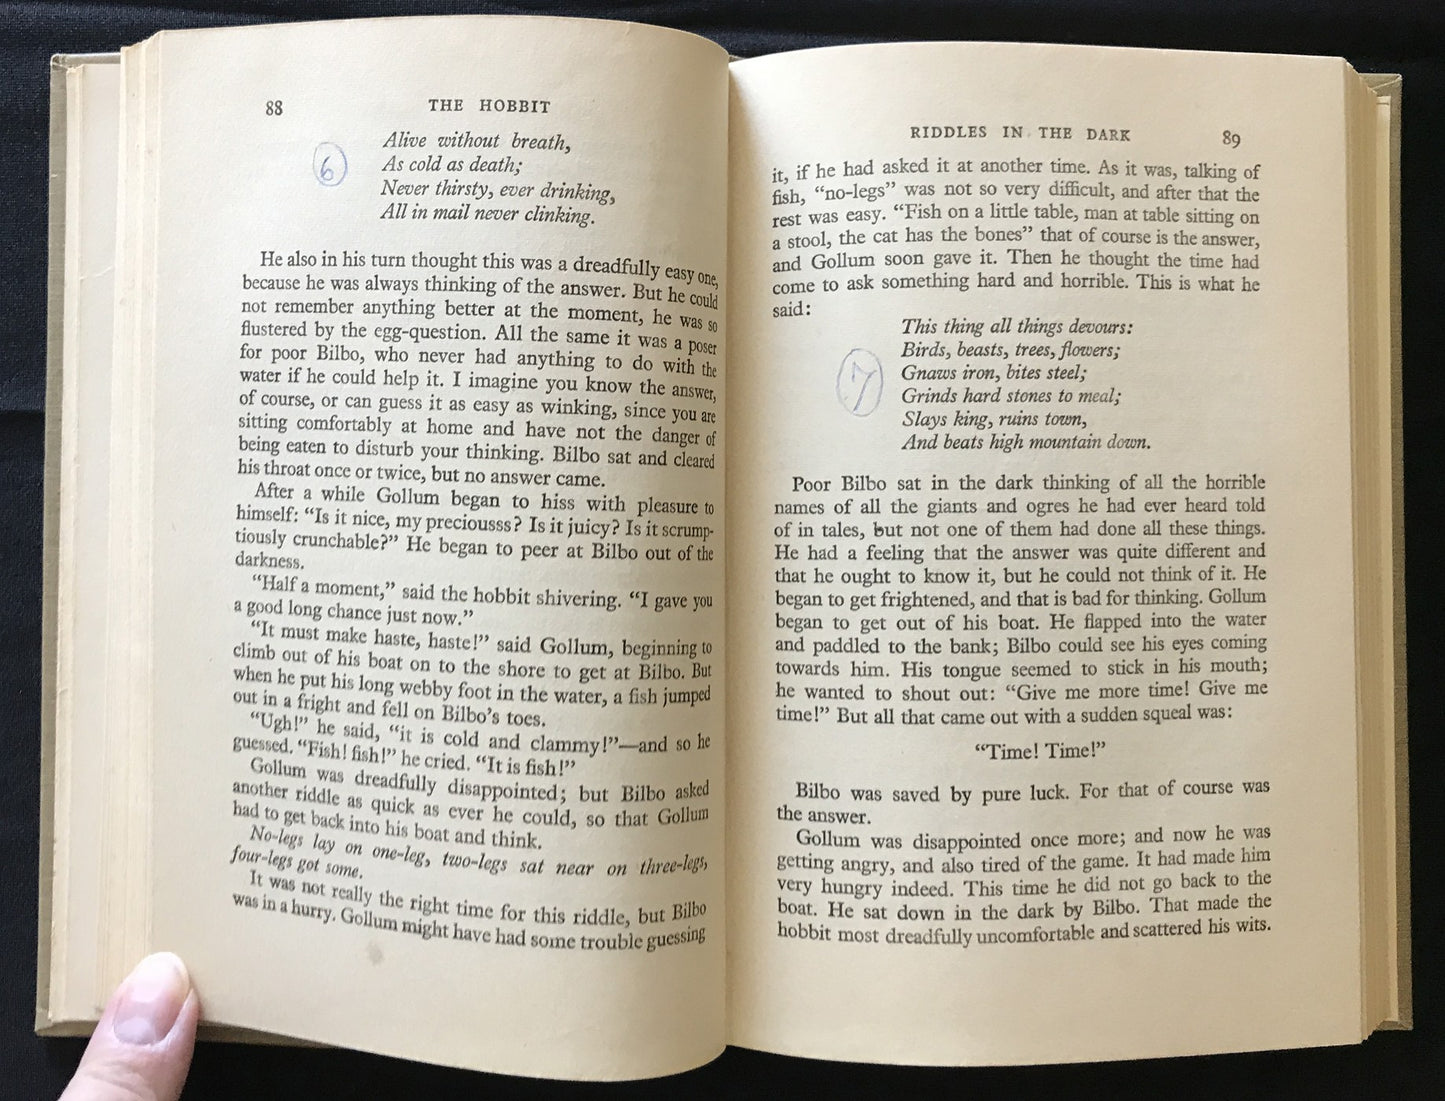 88 THE HOBBIT
Alive without breath,
As cold as death;
Never thirsty, ever drinking,
All in mail never clinking.
6
He also in his turn thought this was a dreadfully easy one,
because he was always thinking of the answer. But he could
not remember anything better at the moment, he was so
flustered by the egg-question. All the same it was a poser
for poor Bilbo, who never had anything to do with the
water if he could help it. I imagine you know the answer,
of course, or can guess it as easy as winking, since you are
sitting comfortably at home and have not the danger of
being eaten to disturb your thinking. Bilbo sat and cleared
his throat once or twice, but no answer came.
After a while Gollum began to hiss with pleasure to
himself: “Is it nice, my preciousss? Is it juicy? Is it scrump-
tiously crunchable?” He began to peer at Bilbo out of the
darkness.
“Half a moment,” said the hobbit shivering. “I gave you
a good long chance just now.”
“It must make haste, haste!” said Gollum, beginning to
climb out of his boat on to the shore to get at Bilbo. But
when he put his long webby foot in the water, a fish jumped
out in a fright and fell on Bilbo’s toes.
“Ugh!” he said, “it is cold and clammy!”—and so he
guessed. “Fish! fish!” he cried. “It is fish!”
Gollum was dreadfully disappointed; but Bilbo asked
another riddle as quick as ever he could, so that Gollum
had to get back into his boat and think.
No-legs lay on one-leg, two-legs sat near on three-legs,
four-legs got some.
It was not really the right time for this riddle, but Bilbo
was in a hurry. Gollum might have had some trouble guessing
RIDDLES IN THE DARK 89
it, if he had asked it at another time. As it was, talking of
fish, “no-legs” was not so very difficult, and after that the
rest was easy. “Fish on a little table, man at table sitting on
a stool, the cat has the bones” that of course is the answer,
and Gollum soon gave it. Then he thought the time had
come to ask something hard and horrible. This is what he
said:
This thing all things devours:
Birds, beasts, trees, flowers;
Gnaws iron, bites steel;
Grinds hard stones to meal;
Slays king, ruins town,
And beats high mountain down.
7
Poor Bilbo sat in the dark thinking of all the horrible
names of all the giants and ogres he had ever heard told
of in tales, but not one of them had done all these things.
He had a feeling that the answer was quite different and
that he ought to know it, but he could not think of it. He
began to get frightened, and that is bad for thinking. Gollum
began to get out of his boat. He flapped into the water
and paddled to the bank; Bilbo could see his eyes coming
towards him. His tongue seemed to stick in his mouth;
he wanted to shout out: “Give me more time! Give me
time!” But all that came out with a sudden squeal was:
“Time! Time!”
Bilbo was saved by pure luck. For that of course was
the answer.
Gollum was disappointed once more; and now he was
getting angry, and also tired of the game. It had made him
very hungry indeed. This time he did not go back to the
boat. He sat down in the dark by Bilbo. That made the
hobbit most dreadfully uncomfortable and scattered his wits.